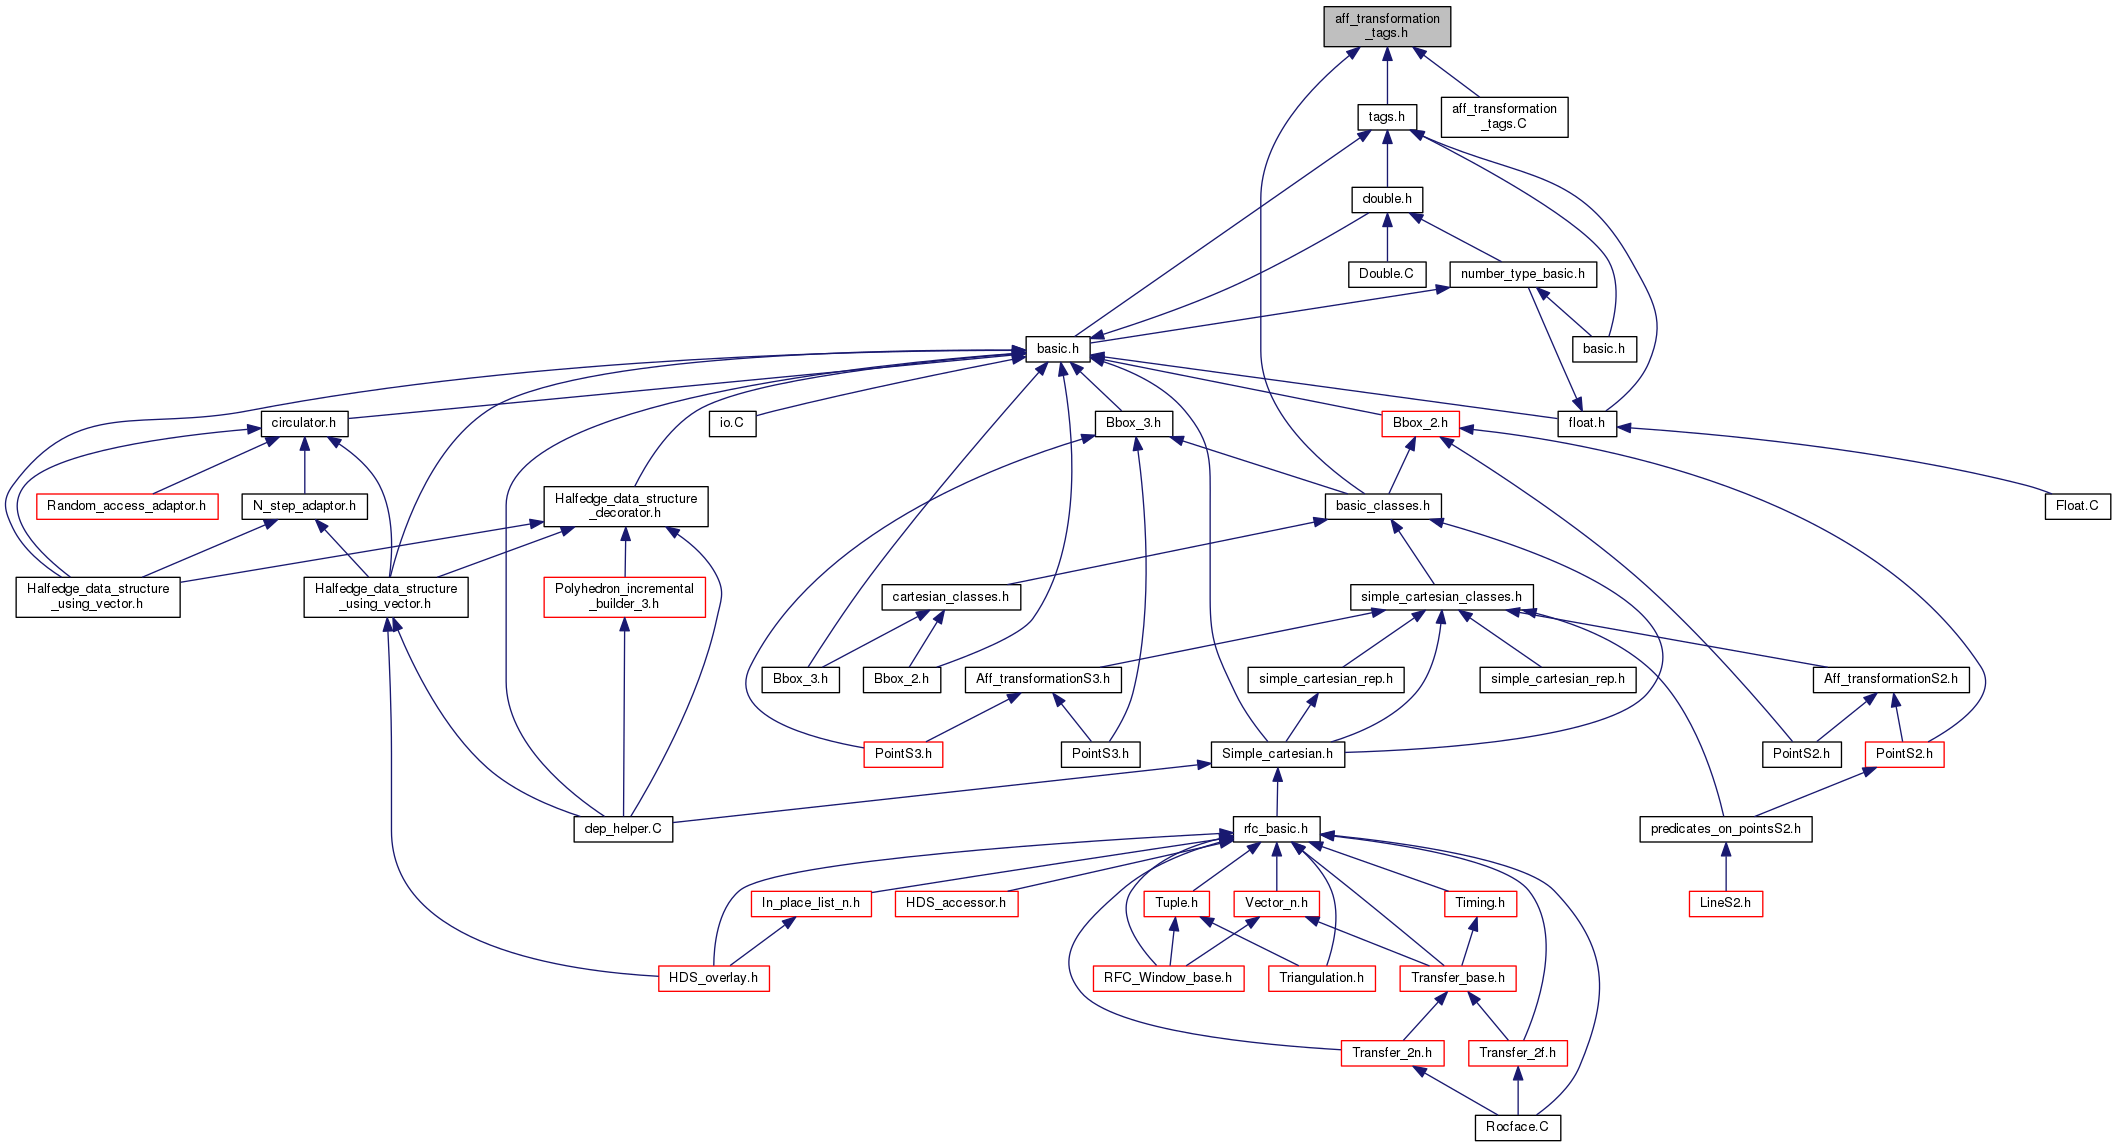 aff_transformation
_tags.h
tags.h
aff_transformation
_tags.C
double.h
Double.C
number_type_basic.h
basic.h
basic.h
circulator.h
io.C
Bbox_3.h
Bbox_2.h
float.h
Random_access_adaptor.h
N_step_adaptor.h
Halfedge_data_structure
_decorator.h
basic_classes.h
Float.C
Halfedge_data_structure
_using_vector.h
Halfedge_data_structure
_using_vector.h
Polyhedron_incremental
_builder_3.h
cartesian_classes.h
simple_cartesian_classes.h
Bbox_3.h
Bbox_2.h
Aff_transformationS3.h
simple_cartesian_rep.h
simple_cartesian_rep.h
Aff_transformationS2.h
PointS3.h
PointS3.h
Simple_cartesian.h
PointS2.h
PointS2.h
dep_helper.C
rfc_basic.h
predicates_on_pointsS2.h
In_place_list_n.h
HDS_accessor.h
Tuple.h
Vector_n.h
Timing.h
LineS2.h
HDS_overlay.h
RFC_Window_base.h
Triangulation.h
Transfer_base.h
Transfer_2n.h
Transfer_2f.h
Rocface.C